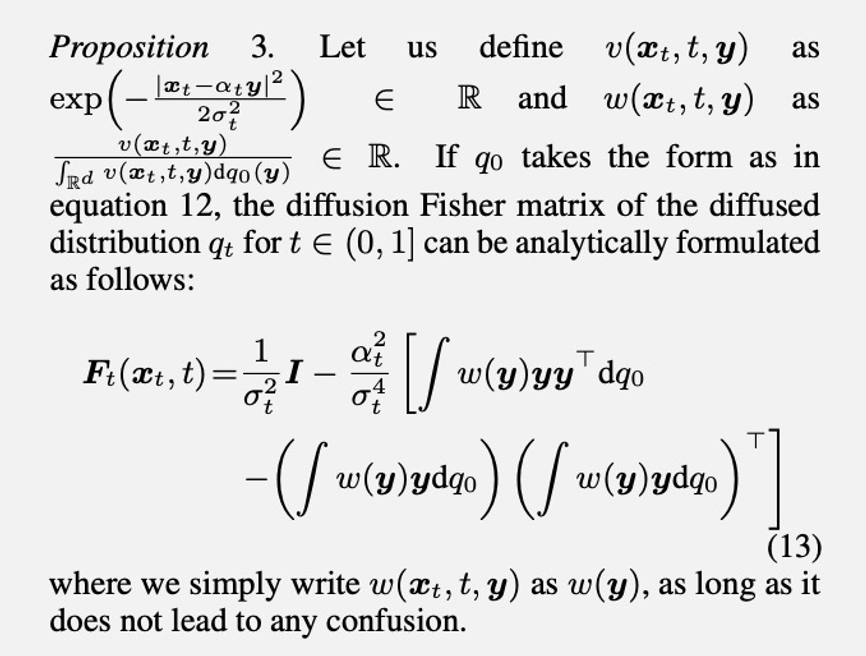 Proposition 3. Let us define $v(\boldsymbol{x}_t, t, \boldsymbol{y})$ as
$\exp\left(-\frac{|\boldsymbol{x}_t - \alpha_t \boldsymbol{y}|^2}{2\sigma_t^2}\right) \in \mathbb{R}$ and $w(\boldsymbol{x}_t, t, \boldsymbol{y})$ as
$\frac{v(\boldsymbol{x}_t, t, \boldsymbol{y})}{\int_{\mathbb{R}^d} v(\boldsymbol{x}_t, t, \boldsymbol{y}) \mathrm{d}q_0(\boldsymbol{y})} \in \mathbb{R}$. If $q_0$ takes the form as in
equation 12, the diffusion Fisher matrix of the diffused
distribution $q_t$ for $t \in (0, 1]$ can be analytically formulated
as follows:
$\boldsymbol{F}_t(\boldsymbol{x}_t, t) = \frac{1}{\sigma_t^2} \boldsymbol{I} - \frac{\alpha_t^2}{\sigma_t^4} \left[ \int w(\boldsymbol{y}) \boldsymbol{y} \boldsymbol{y}^\top \mathrm{d}q_0 \right.$
$\left. - \left( \int w(\boldsymbol{y}) \boldsymbol{y} \mathrm{d}q_0 \right) \left( \int w(\boldsymbol{y}) \boldsymbol{y} \mathrm{d}q_0 \right)^\top \right]$
(13)
where we simply write $w(\boldsymbol{x}_t, t, \boldsymbol{y})$ as $w(\boldsymbol{y})$, as long as it
does not lead to any confusion.